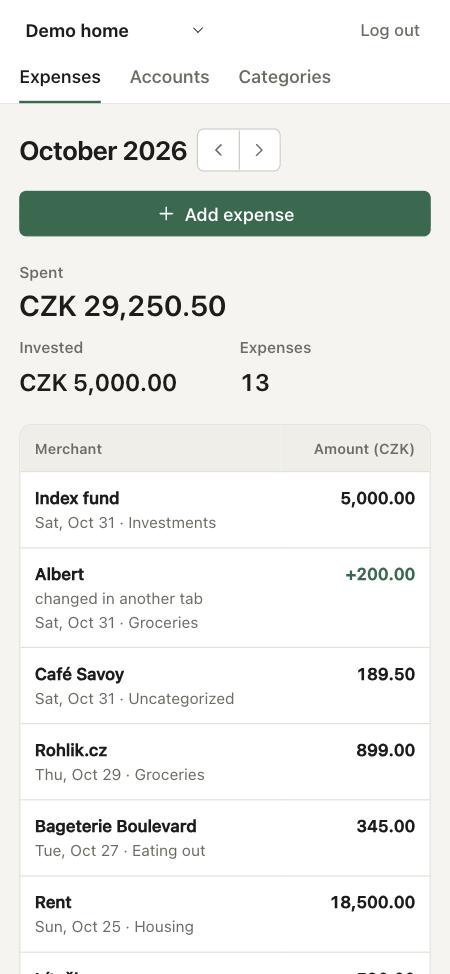 Demo home
Log out
Expenses Accounts Categories
October 2026
+ Add expense
Spent
CZK 29,250.50
Invested Expenses
CZK 5,000.00 13
Merchant Amount (CZK)
Index fund 5,000.00
Sat, Oct 31 · Investments
Albert +200.00
changed in another tab
Sat, Oct 31 · Groceries
Café Savoy 189.50
Sat, Oct 31 · Uncategorized
Rohlik.cz 899.00
Thu, Oct 29 · Groceries
Bageterie Boulevard 345.00
Tue, Oct 27 · Eating out
Rent 18,500.00
Sun, Oct 25 · Housing